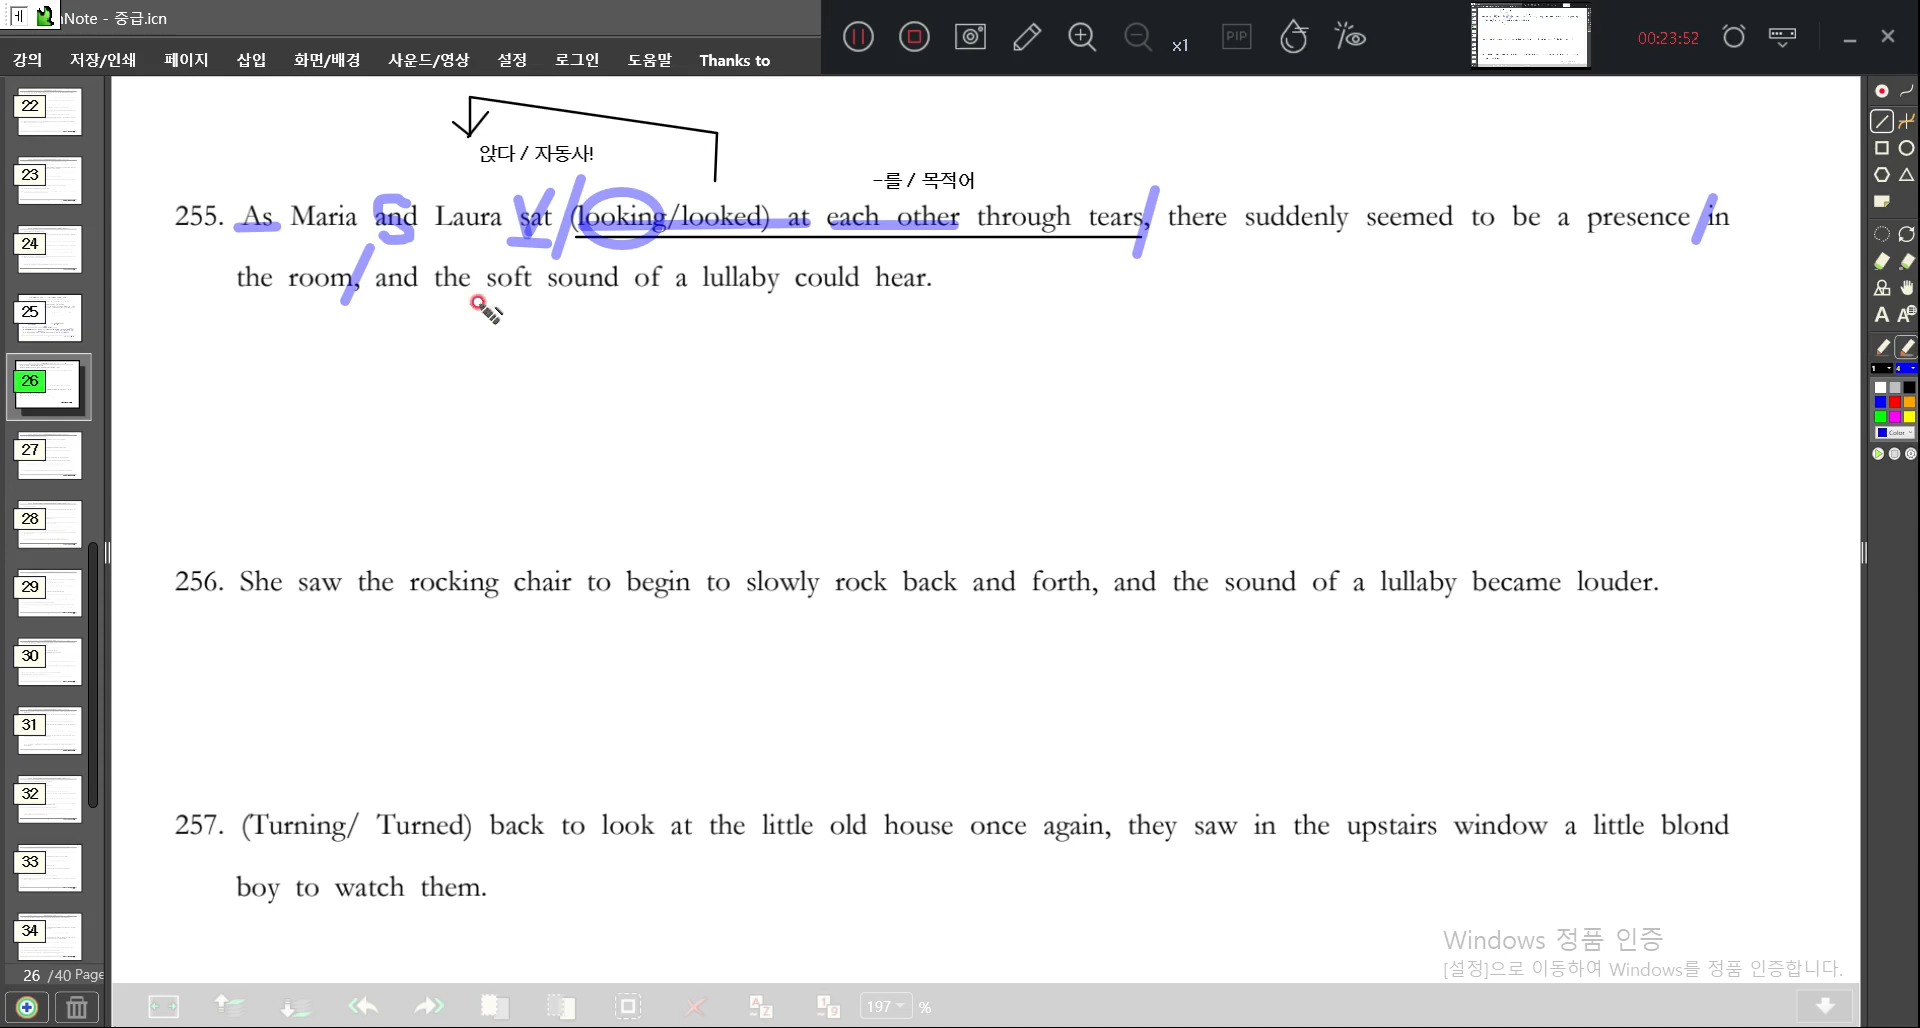 nNote - 중급.icn
강의 저장/인쇄 페이지 삽입 화면/배경 사운드/영상 설정 로그인 도움말 Thanks to
x1 PIP 00:23:52
22
23
24
25
26
27
28
29
30
31
32
33
34
26 /40 Page
앉다 / 자동사!
-를 / 목적어
S V
255. As Maria and Laura sat (looking/looked) at each other through tears, there suddenly seemed to be a presence in
the room, and the soft sound of a lullaby could hear.
256. She saw the rocking chair to begin to slowly rock back and forth, and the sound of a lullaby became louder.
257. (Turning/ Turned) back to look at the little old house once again, they saw in the upstairs window a little blond
boy to watch them.
Windows 정품 인증
[설정]으로 이동하여 Windows를 정품 인증합니다.
197 %
A
1 4
Color